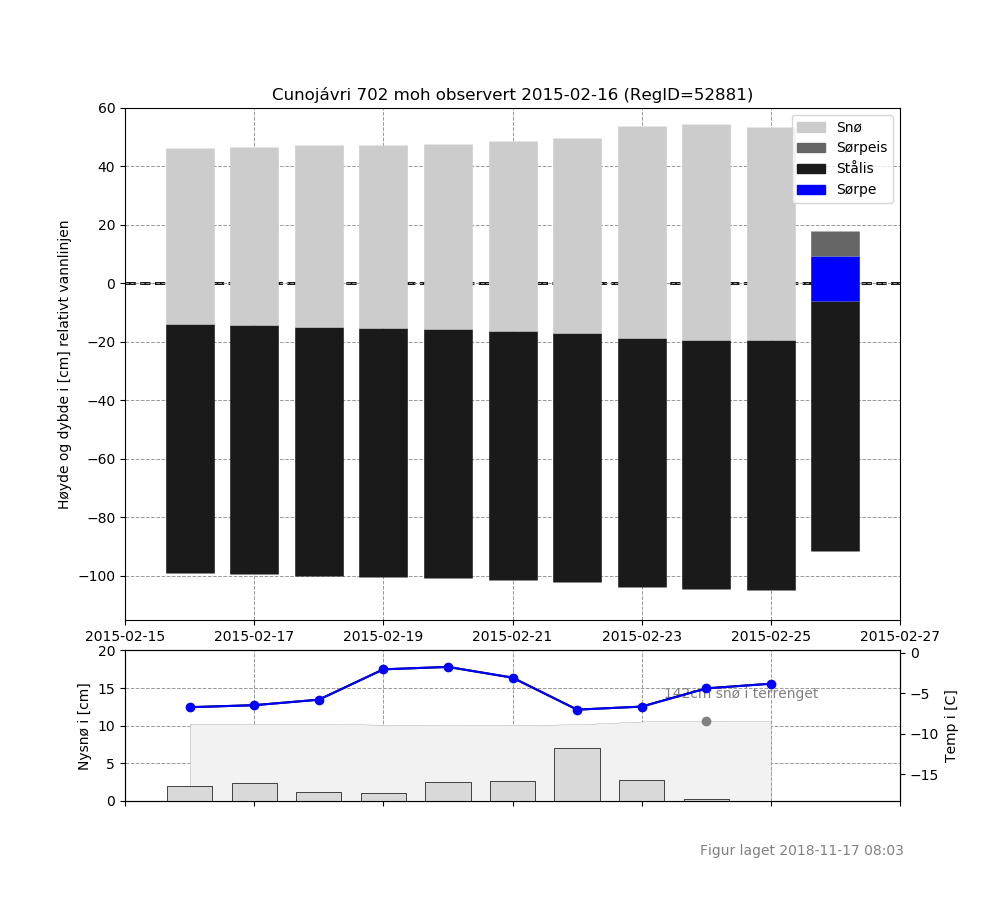 Cunojávri 702 moh observert 2015-02-16 (RegID=52881)
Høyde og dybde i [cm] relativt vannlinjen
60
40
20
0
−20
−40
−60
−80
−100
Snø
Sørpeis
Stålis
Sørpe
2015-02-15 2015-02-17 2015-02-19 2015-02-21 2015-02-23 2015-02-25 2015-02-27
Nysnø i [cm]
20
15
10
5
0
142cm snø i terrenget
0
−5
−10
−15
Temp i [C]
Figur laget 2018-11-17 08:03